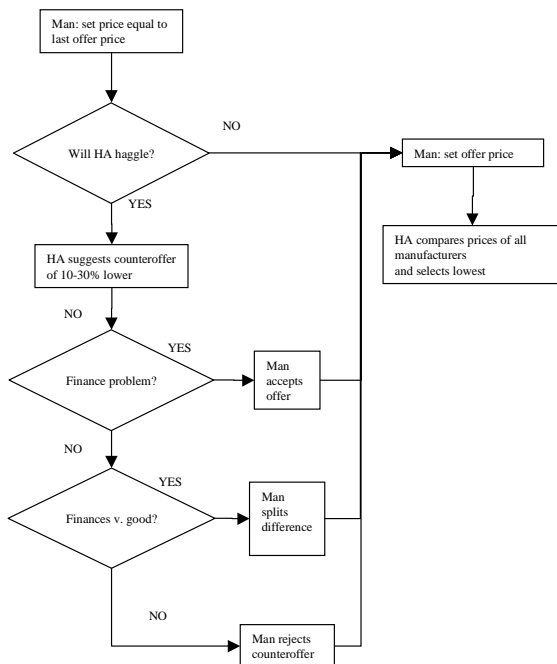 Man: set price equal to
last offer price
NO
Will HA haggle?
Man: set offer price
YES
HA suggests counteroffer
of 10-30% lower
HA compares prices of all
manufacturers
and selects lowest
NO
YES
Finance problem?
Man
accepts
offer
NO
YES
Finances v. good?
Man
splits
difference
NO
Man rejects
counteroffer